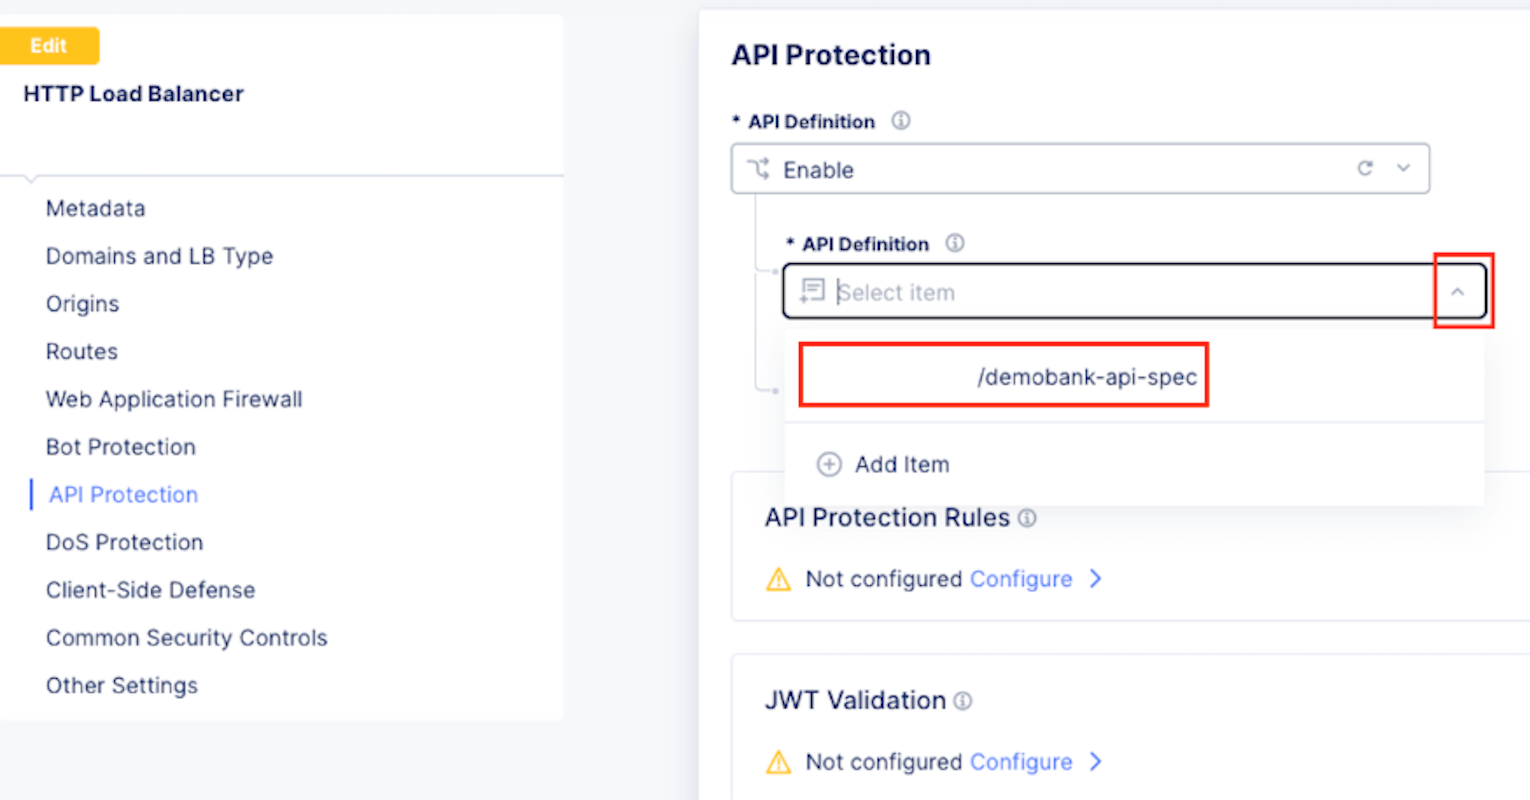 Edit
HTTP Load Balancer
Metadata
Domains and LB Type
Origins
Routes
Web Application Firewall
Bot Protection
API Protection
DoS Protection
Client-Side Defense
Common Security Controls
Other Settings
API Protection
* API Definition
Enable
* API Definition
Select item
/demobank-api-spec
Add Item
API Protection Rules
Not configured Configure
JWT Validation
Not configured Configure